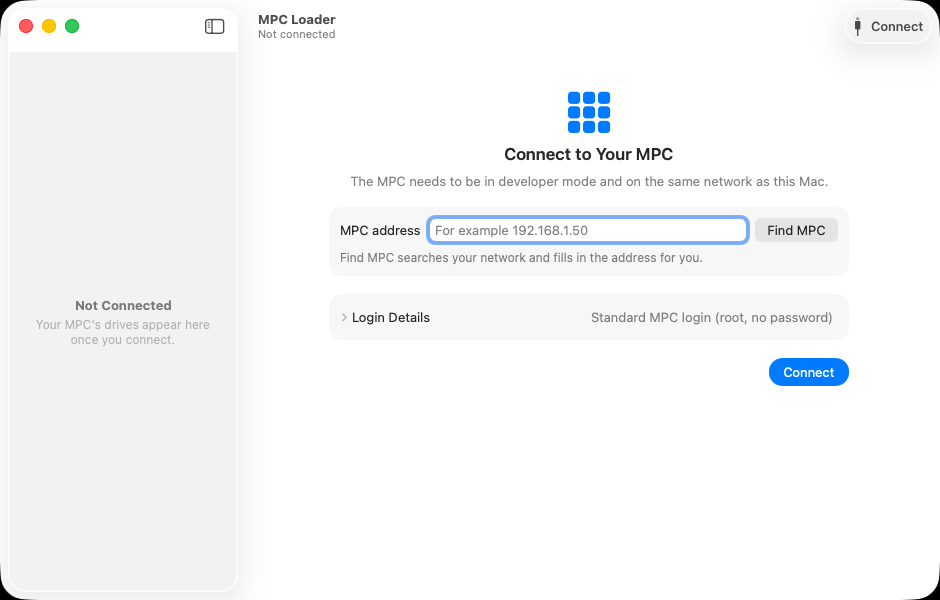 MPC Loader
Not connected
Connect
Connect to Your MPC
The MPC needs to be in developer mode and on the same network as this Mac.
MPC address
For example 192.168.1.50
Find MPC
Find MPC searches your network and fills in the address for you.
Login Details
Standard MPC login (root, no password)
Connect
Not Connected
Your MPC's drives appear here
once you connect.